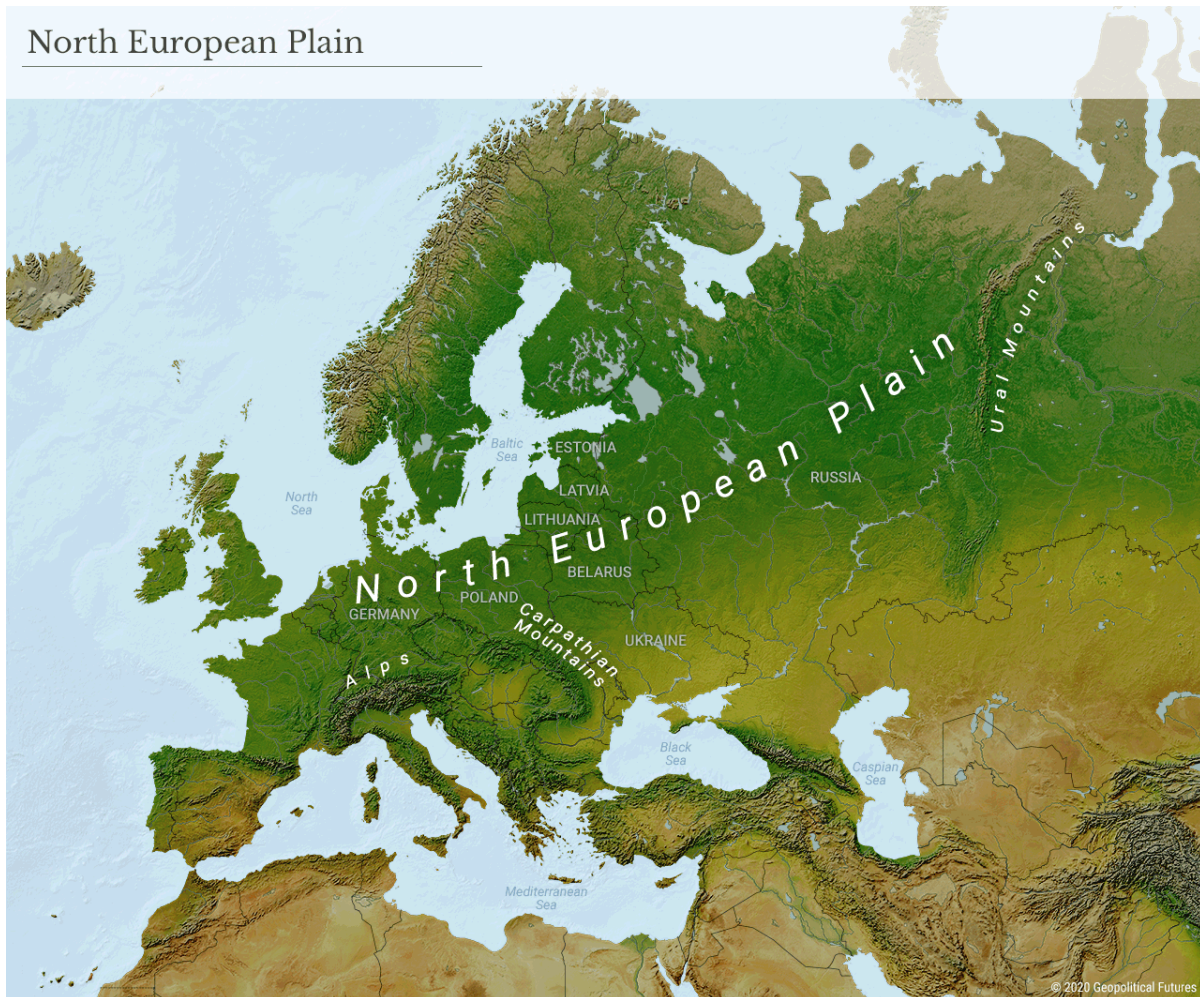 North European Plain
Ural Mountains
North European Plain
Baltic
Sea
ESTONIA
RUSSIA
LATVIA
North
Sea
LITHUANIA
BELARUS
POLAND
GERMANY
Carpathian
Mountains
UKRAINE
Alps
Black
Sea
Caspian
Sea
Mediterranean
Sea
© 2020 Geopolitical Futures